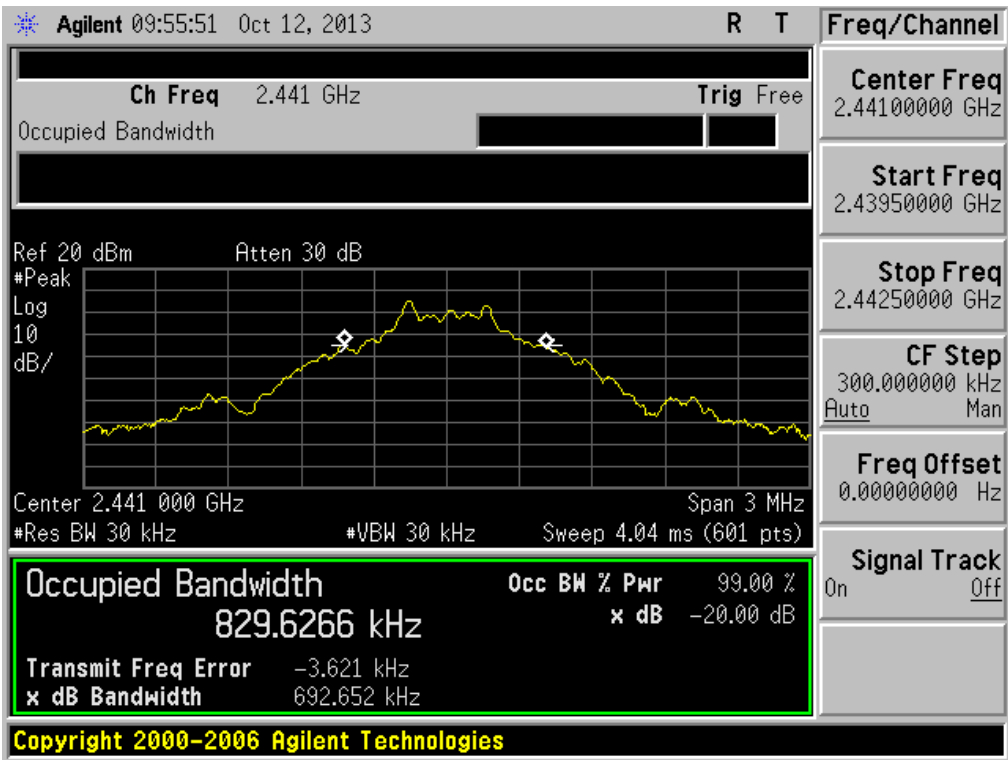 Agilent 09:55:51 Oct 12, 2013 R T
Freq/Channel
Ch Freq 2.441 GHz Trig Free
Occupied Bandwidth
Center Freq
2.44100000 GHz
Start Freq
2.43950000 GHz
Stop Freq
2.44250000 GHz
CF Step
300.000000 kHz
Auto Man
Freq Offset
0.00000000 Hz
Signal Track
On Off
Ref 20 dBm Atten 30 dB
#Peak
Log
10
dB/
Center 2.441 000 GHz Span 3 MHz
#Res BW 30 kHz #VBW 30 kHz Sweep 4.04 ms (601 pts)
Occupied Bandwidth Occ BW % Pwr 99.00 %
829.6266 kHz x dB -20.00 dB
Transmit Freq Error -3.621 kHz
x dB Bandwidth 692.652 kHz
Copyright 2000-2006 Agilent Technologies